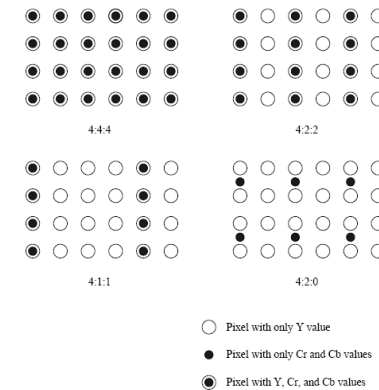 4:4:4
4:2:2
4:1:1
4:2:0
Pixel with only Y value
Pixel with only Cr and Cb values
Pixel with Y, Cr, and Cb values